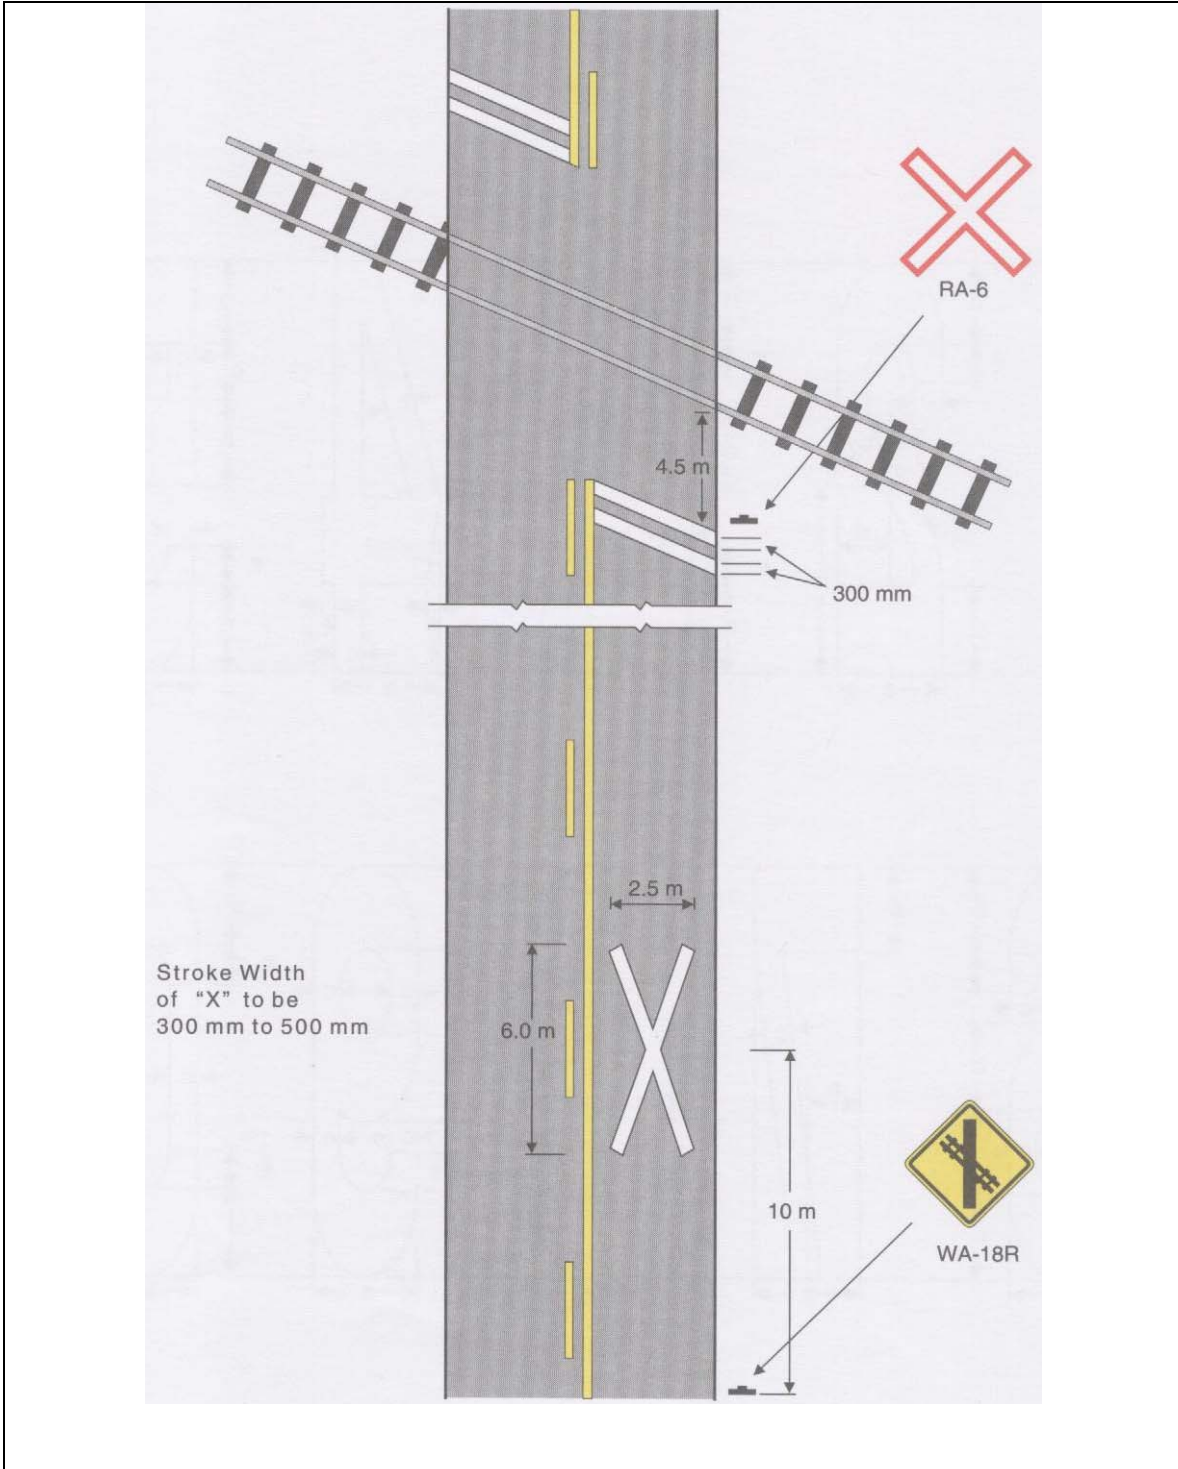 RA-6
4.5 m
300 mm
2.5 m
Stroke Width
of "X" to be
300 mm to 500 mm
6.0 m
10 m
WA-18R